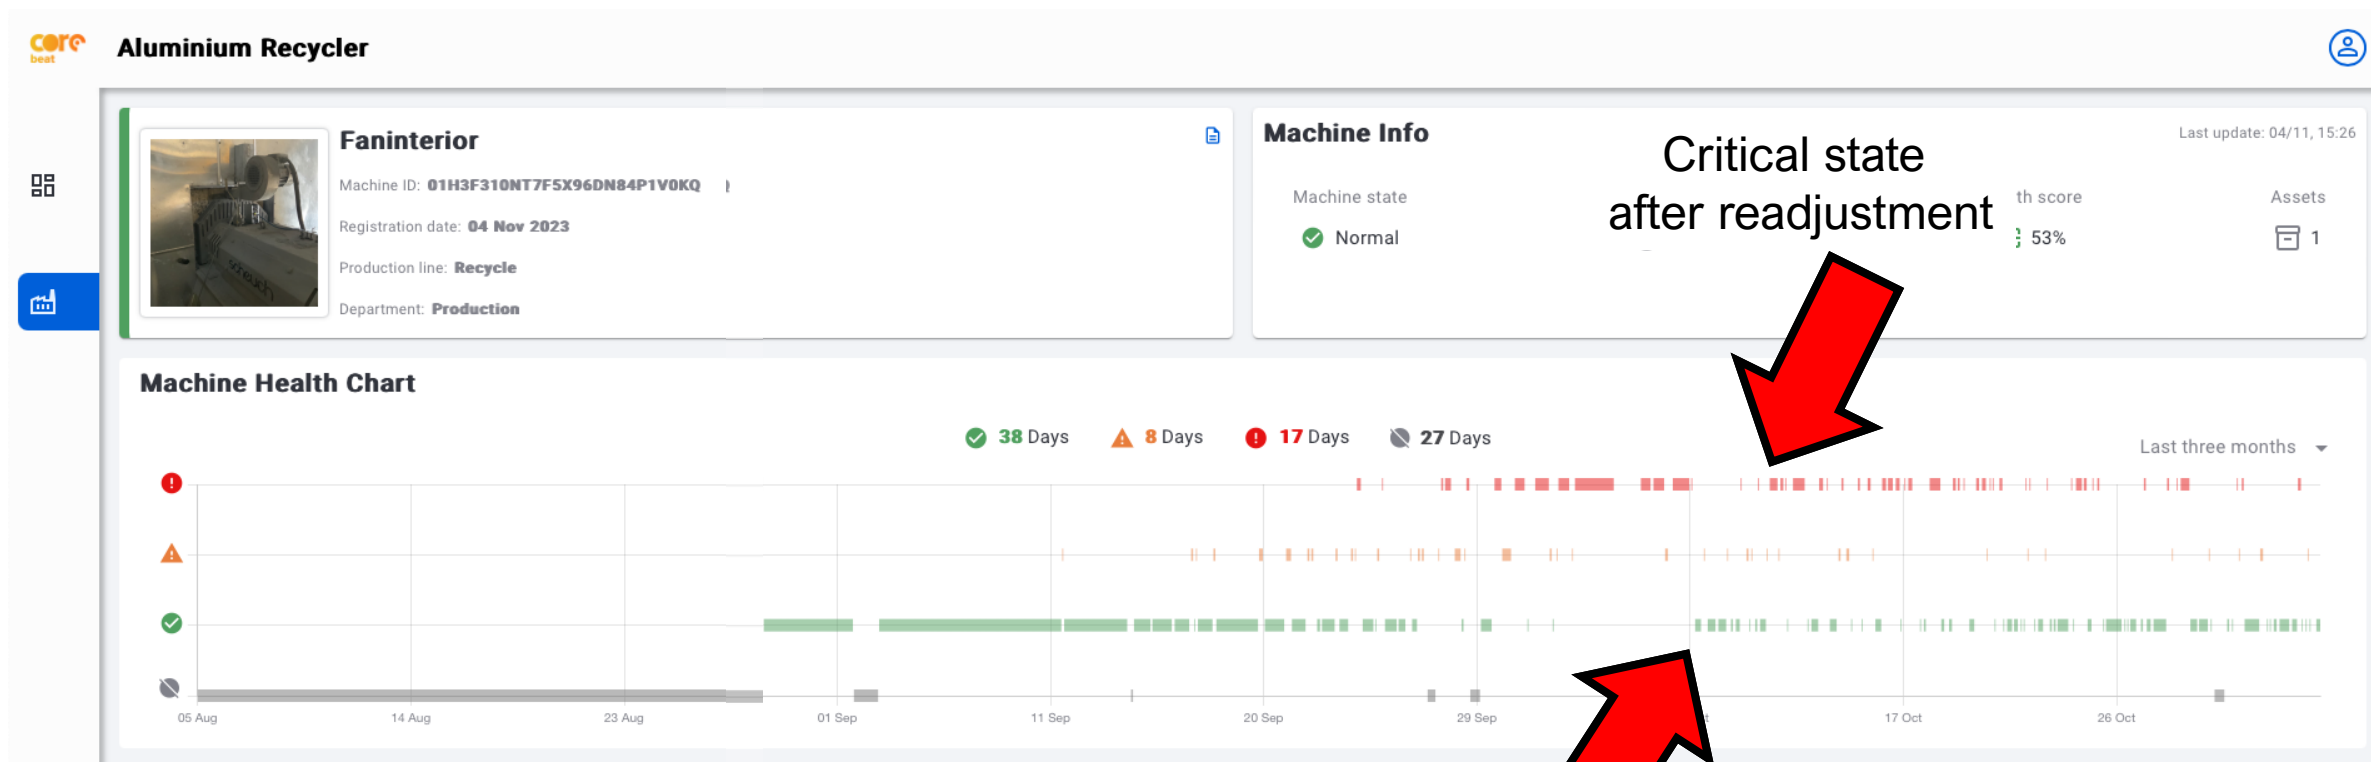 core
beat
Aluminium Recycler
Faninterior
Machine ID: 01H3F310NT7F5X96DN84P1V0KQ
Registration date: 04 Nov 2023
Production line: Recycle
Department: Production
scheuch
Machine Info
Last update: 04/11, 15:26
Critical state
after readjustment
Machine state
th score
Assets
Normal
53%
1
Machine Health Chart
38 Days
8 Days
17 Days
27 Days
Last three months
05 Aug
14 Aug
23 Aug
01 Sep
11 Sep
20 Sep
29 Sep
17 Oct
26 Oct